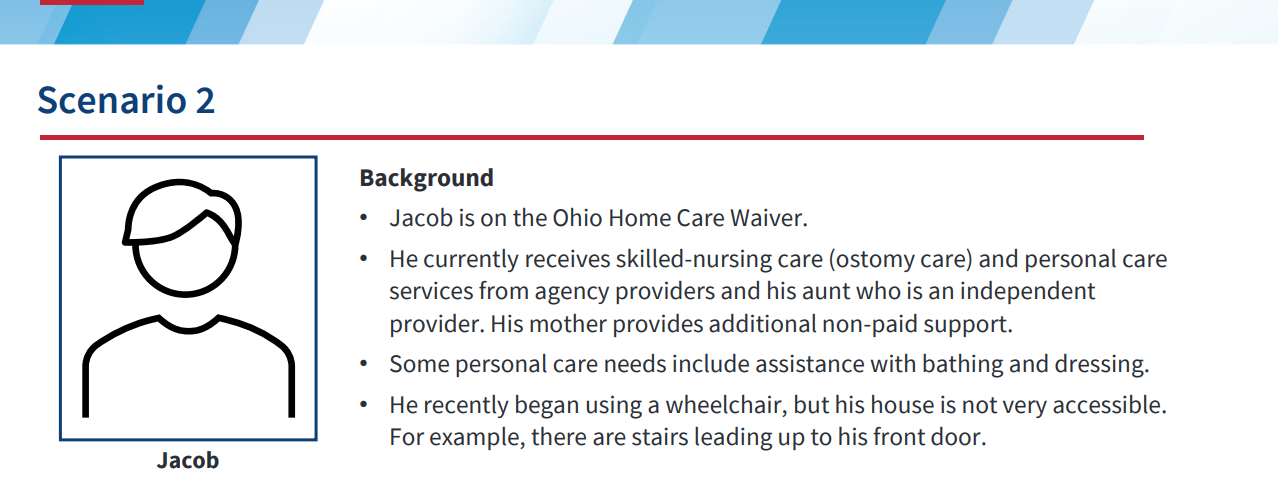 Scenario 2
Background
• Jacob is on the Ohio Home Care Waiver.
• He currently receives skilled-nursing care (ostomy care) and personal care
services from agency providers and his aunt who is an independent
provider. His mother provides additional non-paid support.
• Some personal care needs include assistance with bathing and dressing.
• He recently began using a wheelchair, but his house is not very accessible.
For example, there are stairs leading up to his front door.
Jacob